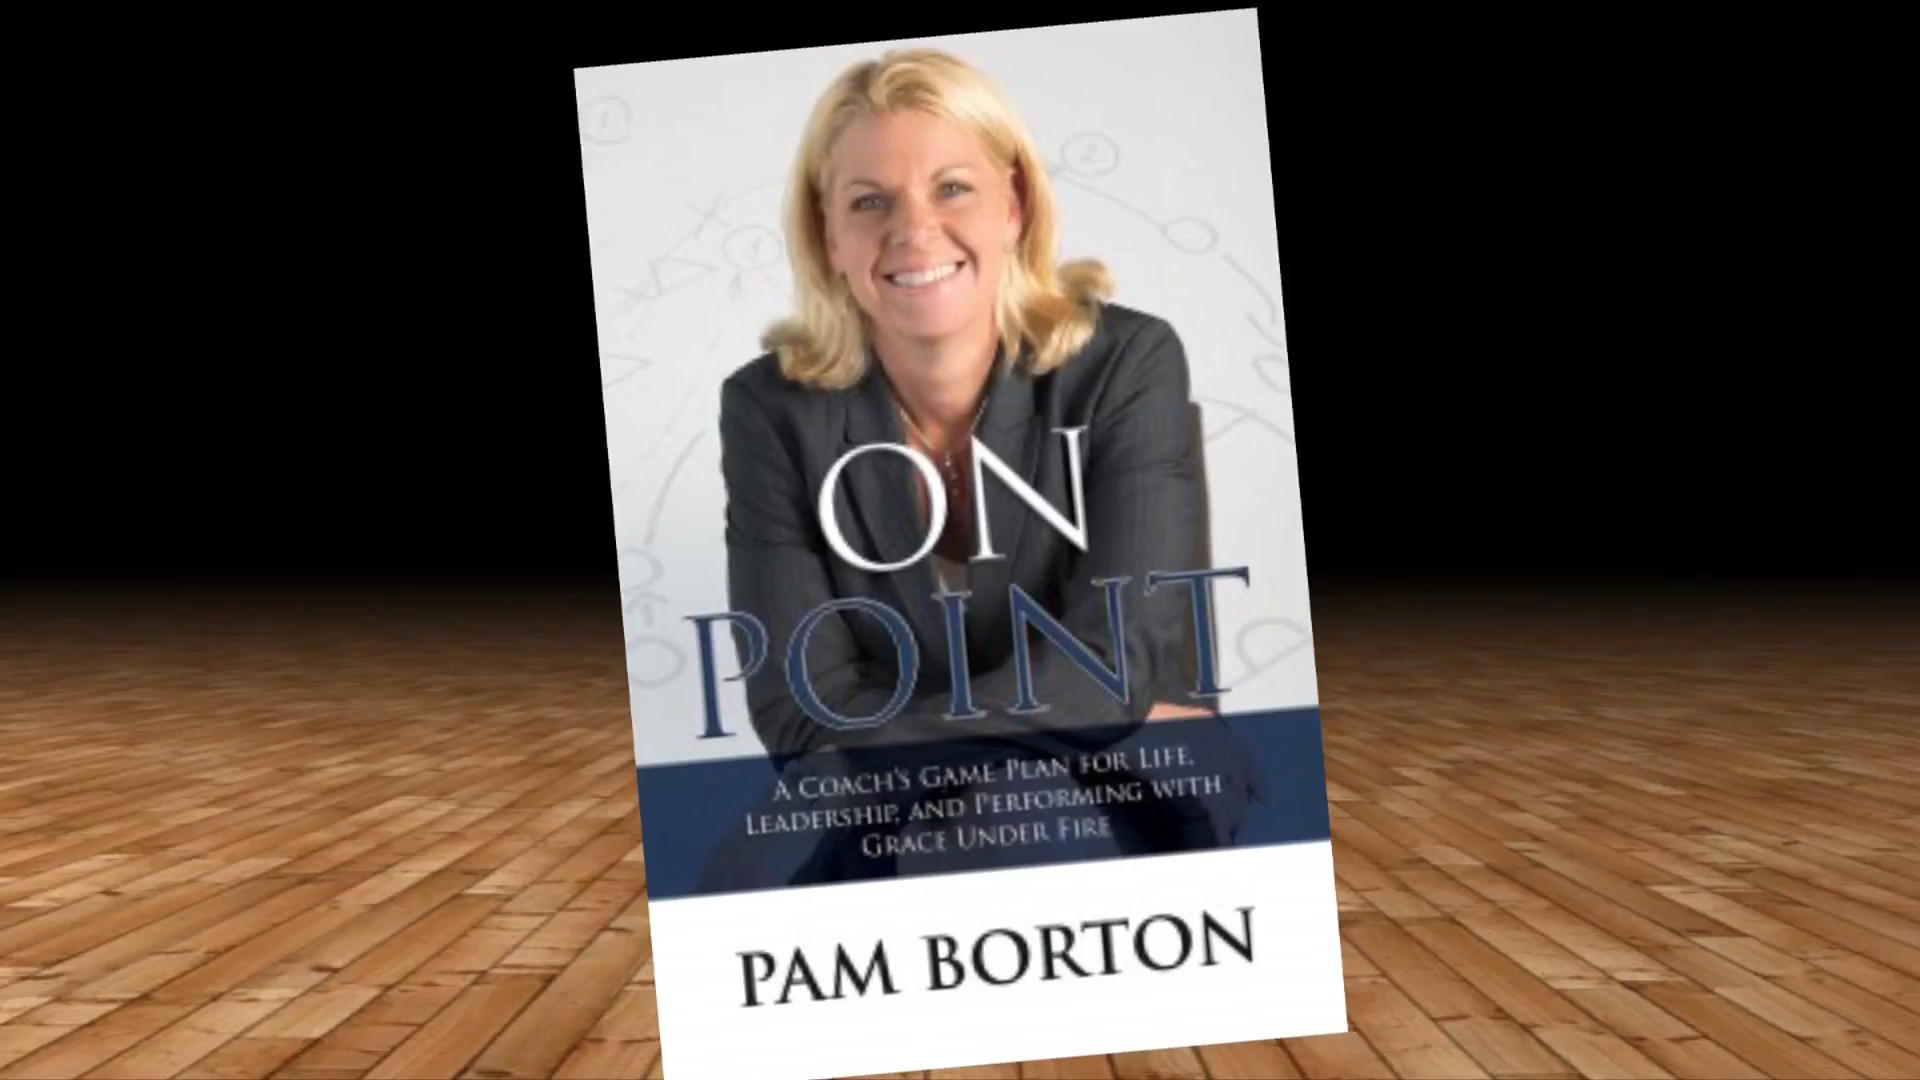 ON
POINT
A COACH'S GAME PLAN FOR LIFE,
LEADERSHIP, AND PERFORMING WITH
GRACE UNDER FIRE
PAM BORTON